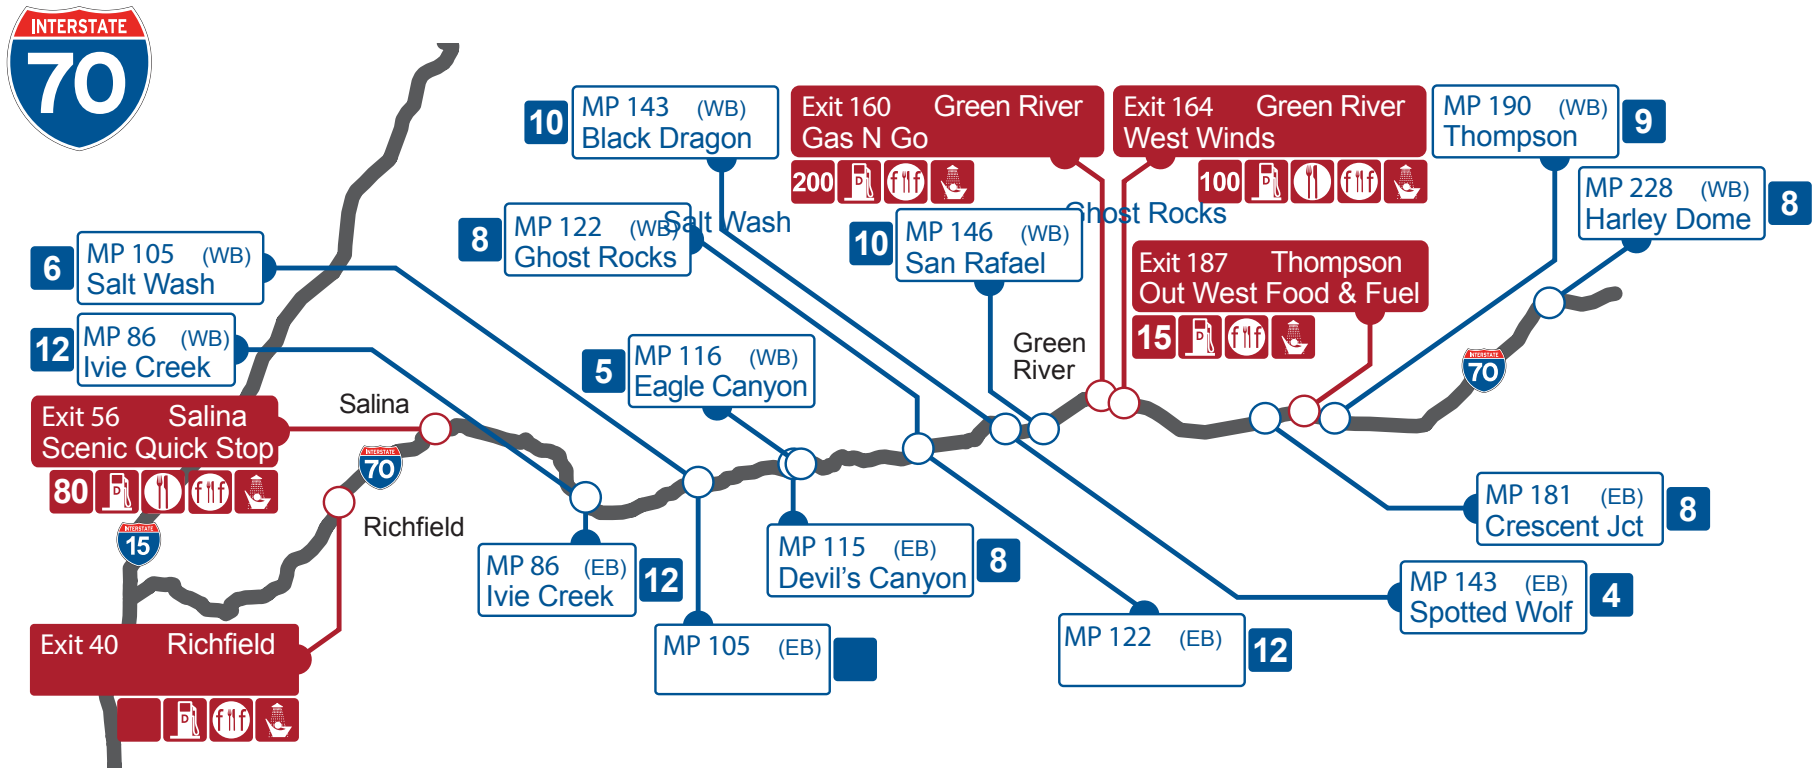 INTERSTATE
70
10
MP 143 (WB)
Black Dragon
Exit 160 Green River
Gas N Go
200
D
f f
Exit 164 Green River
West Winds
100
D
f f
MP 190 (WB)
Thompson
9
MP 228 (WB)
Harley Dome
8
8
MP 122 (WB)
Ghost Rocks
Salt Wash
10
MP 146 (WB)
San Rafael
Ghost Rocks
6
MP 105 (WB)
Salt Wash
Exit 187 Thompson
Out West Food & Fuel
15
D
f f
12
MP 86 (WB)
Ivie Creek
5
MP 116 (WB)
Eagle Canyon
Green
River
INTERSTATE
70
Exit 56 Salina
Scenic Quick Stop
80
D
f f
Salina
INTERSTATE
70
Richfield
INTERSTATE
15
MP 86 (EB)
Ivie Creek
12
MP 115 (EB)
Devil's Canyon
8
MP 181 (EB)
Crescent Jct
8
MP 143 (EB)
Spotted Wolf
4
MP 105 (EB)
MP 122 (EB)
12
Exit 40 Richfield
D
f f